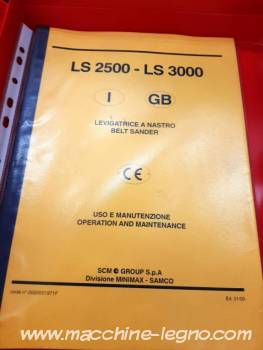 LS 2500 - LS 3000
I GB
LEVIGATRICE A NASTRO
BELT SANDER
CE
USO E MANUTENZIONE
OPERATION AND MAINTENANCE
SCM GROUP S.p.A
Divisione MINIMAX - SAMCO
www.macchine-legno.com